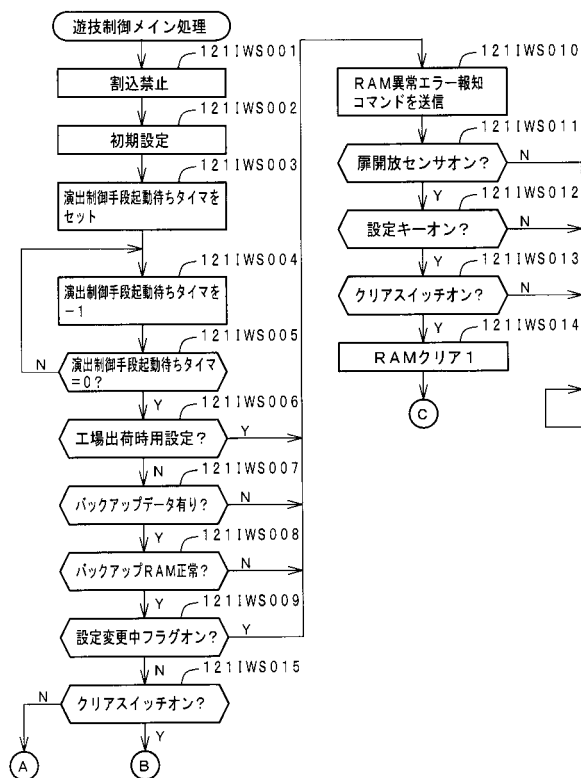 遊技制御メイン処理
121IWS001
割込禁止
121IWS002
初期設定
121IWS003
演出制御手段起動待ちタイマを
セット
121IWS004
演出制御手段起動待ちタイマを
－1
121IWS005
演出制御手段起動待ちタイマ
＝0？
N
Y
121IWS006
工場出荷時用設定？
Y
N
121IWS007
バックアップデータ有り？
N
Y
121IWS008
バックアップRAM正常？
N
Y
121IWS009
設定変更中フラグオン？
Y
N
121IWS015
クリアスイッチオン？
N
Y
A
B
121IWS010
RAM異常エラー報知
コマンドを送信
121IWS011
扉開放センサオン？
N
Y
121IWS012
設定キーオン？
N
Y
121IWS013
クリアスイッチオン？
N
Y
121IWS014
RAMクリア1
C